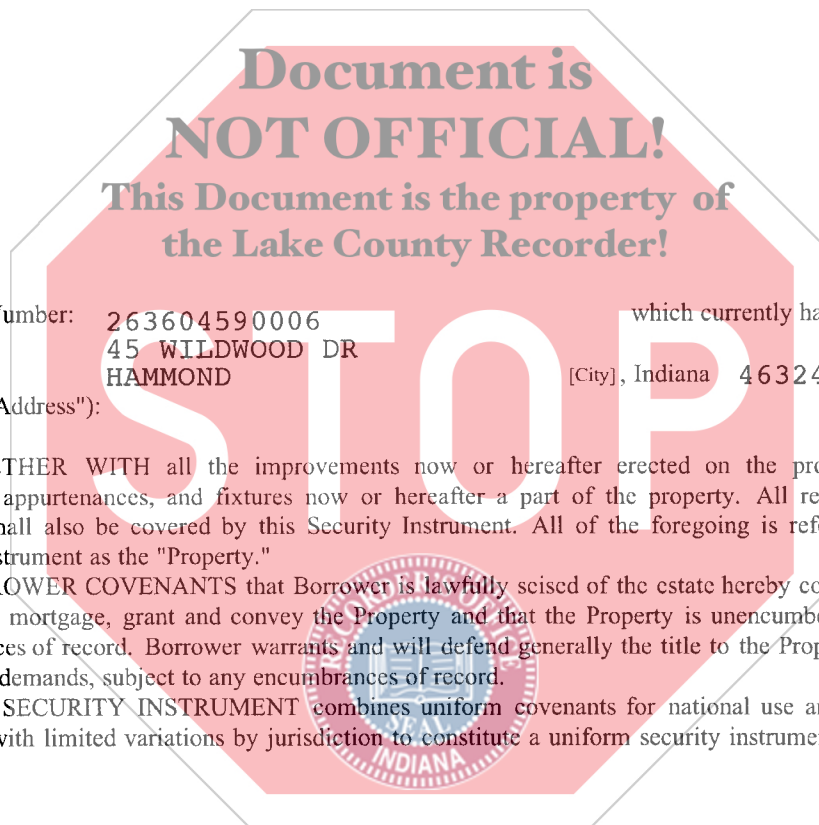 Document is
NOT OFFICIAL!
This Document is the property of
the Lake County Recorder!
STOP
umber: 263604590006 which currently ha
45 WILDWOOD DR
HAMMOND [City], Indiana 46324
Address"):
THER WITH all the improvements now or hereafter erected on the pro
appurtenances, and fixtures now or hereafter a part of the property. All re
hall also be covered by this Security Instrument. All of the foregoing is refe
strument as the "Property."
ROWER COVENANTS that Borrower is lawfully seised of the estate hereby co
mortgage, grant and convey the Property and that the Property is unencumbe
ces of record. Borrower warrants and will defend generally the title to the Prop
demands, subject to any encumbrances of record.
SECURITY INSTRUMENT combines uniform covenants for national use a
with limited variations by jurisdiction to constitute a uniform security instrume
RECORDER'S OFFICE
SEAL
INDIANA